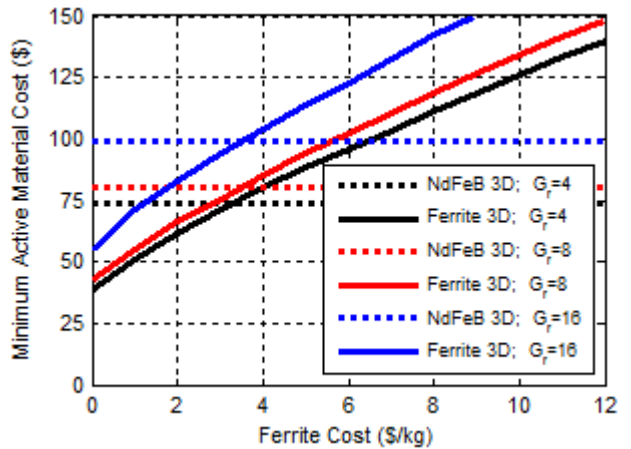 150
125
100
75
50
25
0
Minimum Active Material Cost ($)
NdFeB 3D; Gr=4
Ferrite 3D; Gr=4
NdFeB 3D; Gr=8
Ferrite 3D; Gr=8
NdFeB 3D; Gr=16
Ferrite 3D; Gr=16
0 2 4 6 8 10 12
Ferrite Cost ($/kg)